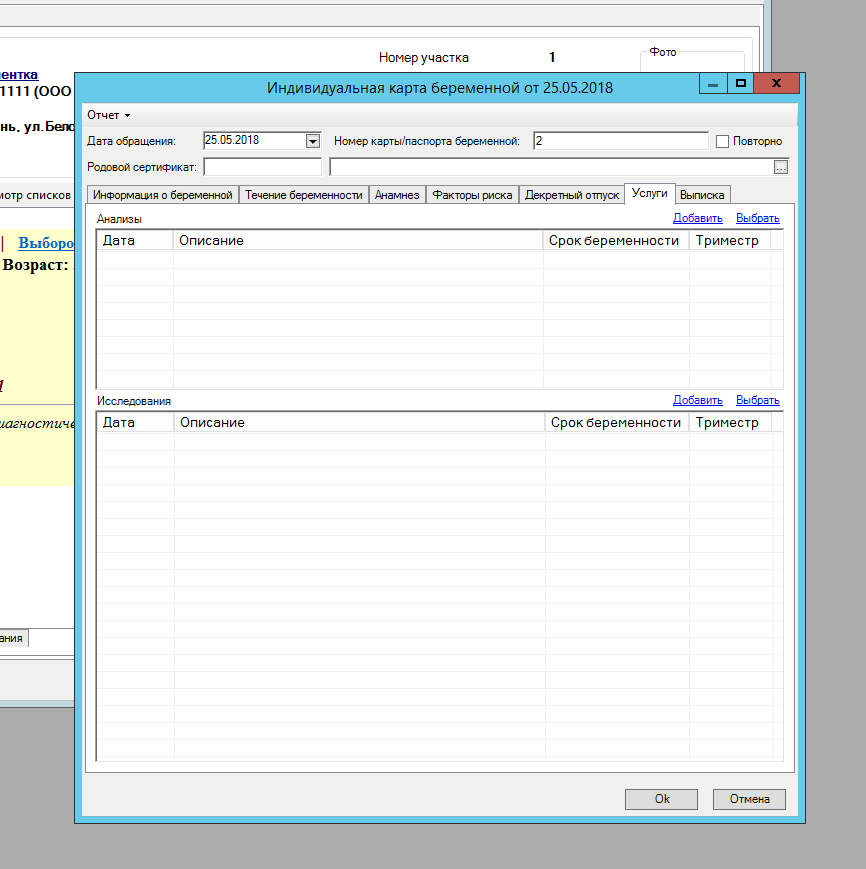 Номер участка 1 Фото
ентка
1111 (ООО
нь, ул.Бело
мотр списков
| Выборо
Возраст:
иагностиче
ания
Индивидуальная карта беременной от 25.05.2018
Отчет
Дата обращения: 25.05.2018 Номер карты/паспорта беременной: 2 Повторно
Родовой сертификат: ...
Информация о беременной Течение беременности Анамнез Факторы риска Декретный отпуск Услуги Выписка
Анализы Добавить Выбрать
Дата Описание Срок беременности Триместр
Исследования Добавить Выбрать
Дата Описание Срок беременности Триместр
Ok Отмена